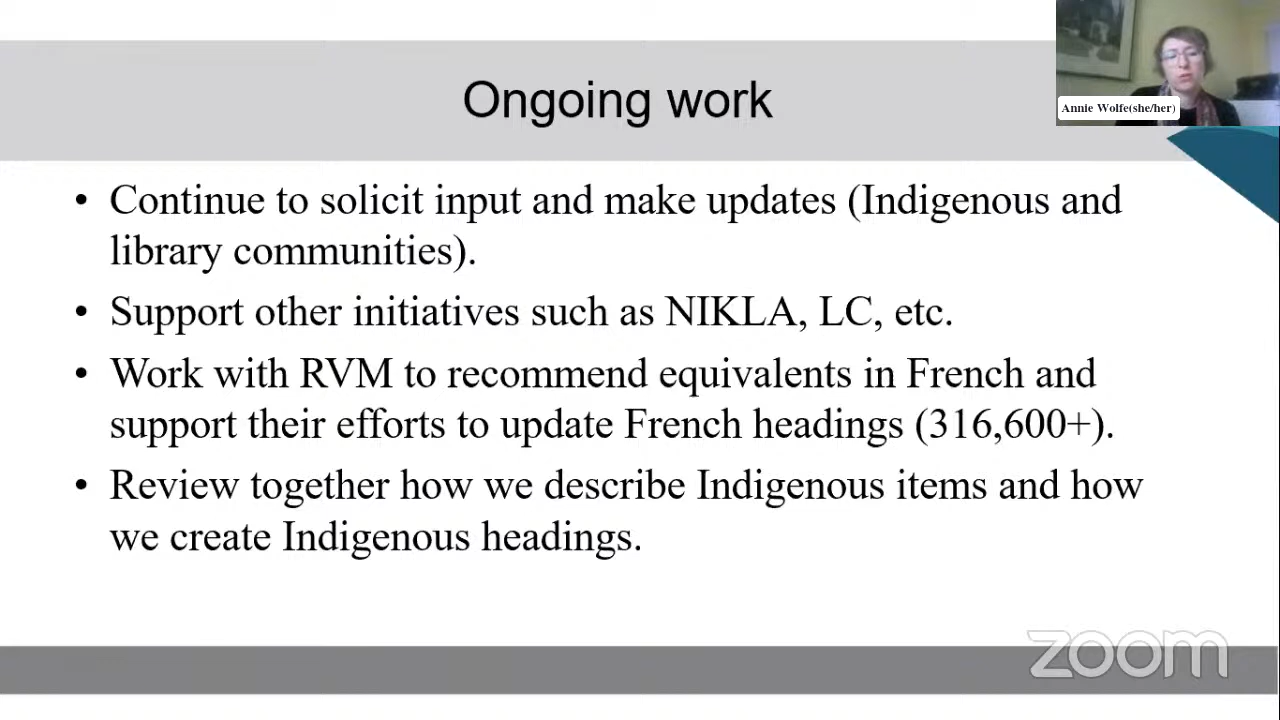 Ongoing work
Annie Wolfe(she/her)
• Continue to solicit input and make updates (Indigenous and
library communities).
• Support other initiatives such as NIKLA, LC, etc.
• Work with RVM to recommend equivalents in French and
support their efforts to update French headings (316,600+).
• Review together how we describe Indigenous items and how
we create Indigenous headings.
zoom